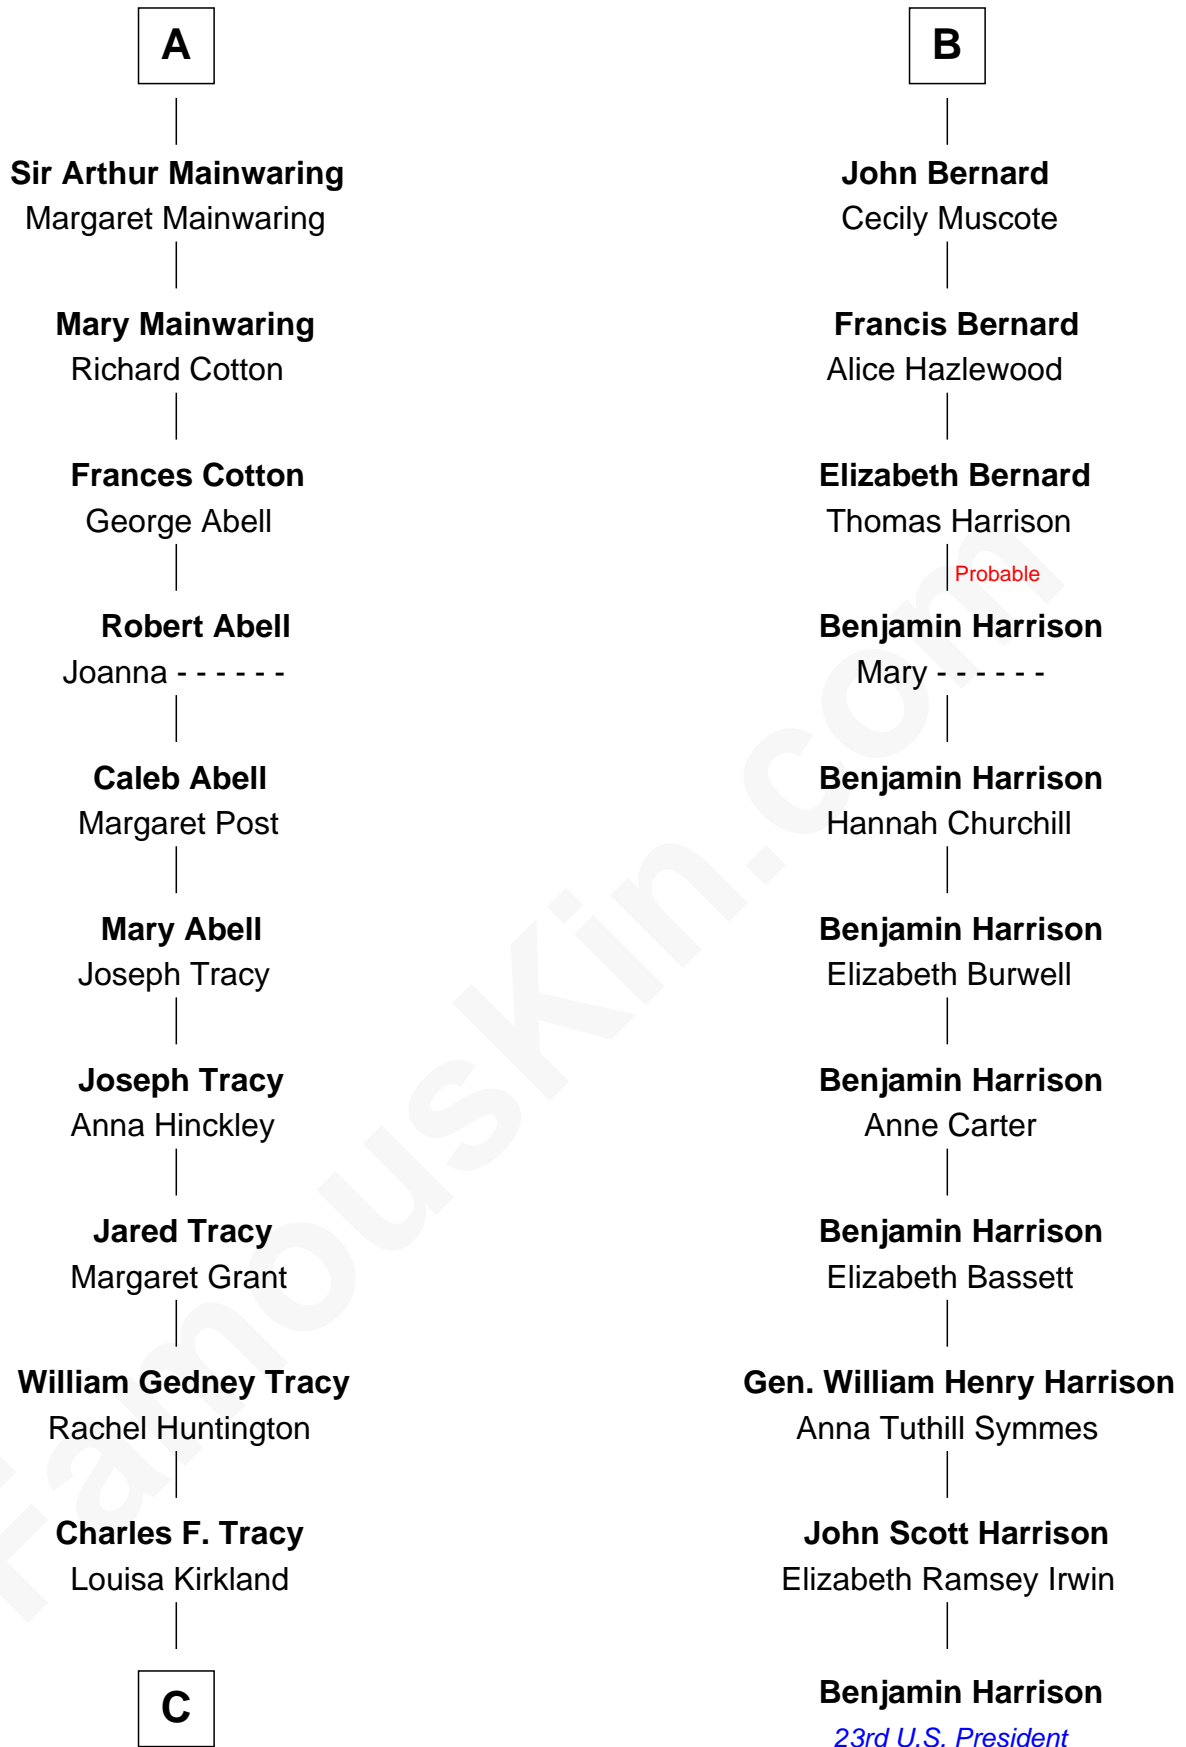 A
Sir Arthur Mainwaring
Margaret Mainwaring
Mary Mainwaring
Richard Cotton
Frances Cotton
George Abell
Robert Abell
Joanna - - - - - -
Caleb Abell
Margaret Post
Mary Abell
Joseph Tracy
Joseph Tracy
Anna Hinckley
Jared Tracy
Margaret Grant
William Gedney Tracy
Rachel Huntington
Charles F. Tracy
Louisa Kirkland
C
B
John Bernard
Cecily Muscote
Francis Bernard
Alice Hazlewood
Elizabeth Bernard
Thomas Harrison
Probable
Benjamin Harrison
Mary - - - - - -
Benjamin Harrison
Hannah Churchill
Benjamin Harrison
Elizabeth Burwell
Benjamin Harrison
Anne Carter
Benjamin Harrison
Elizabeth Bassett
Gen. William Henry Harrison
Anna Tuthill Symmes
John Scott Harrison
Elizabeth Ramsey Irwin
Benjamin Harrison
23rd U.S. President
FamousKin.com